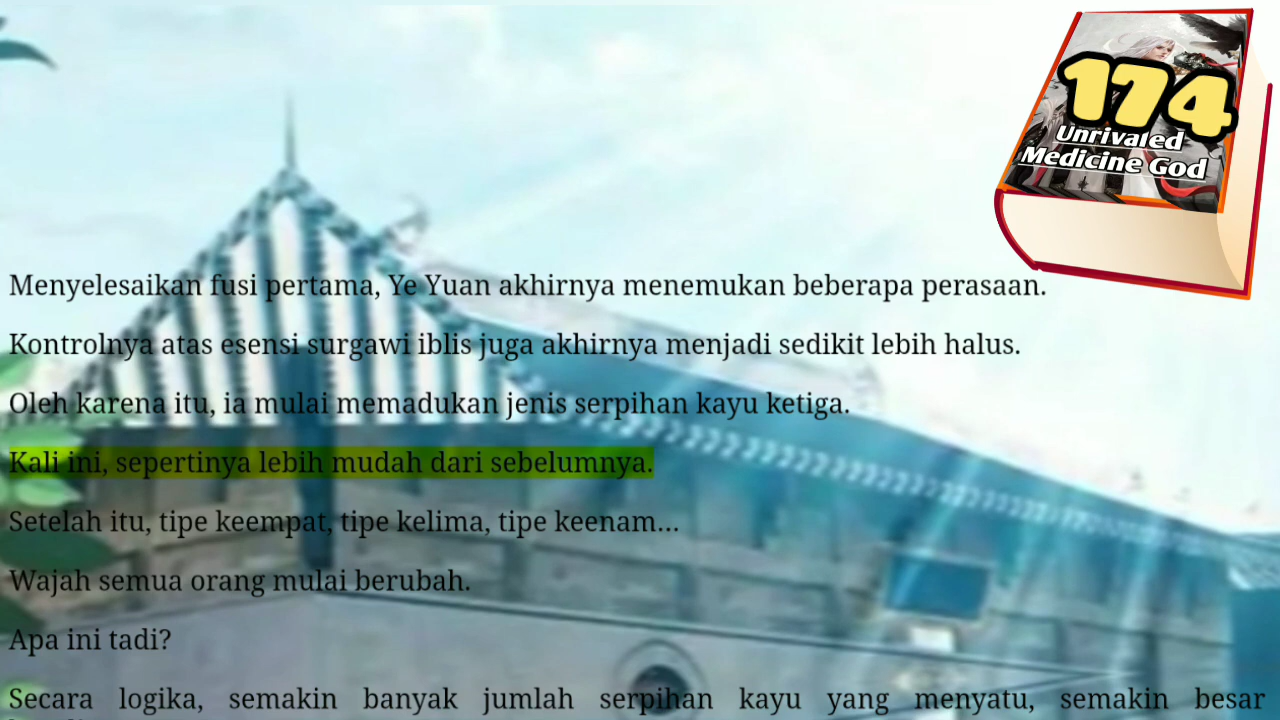 174
Unrivaled
Medicine God
Menyelesaikan fusi pertama, Ye Yuan akhirnya menemukan beberapa perasaan.
Kontrolnya atas esensi surgawi iblis juga akhirnya menjadi sedikit lebih halus.
Oleh karena itu, ia mulai memadukan jenis serpihan kayu ketiga.
Kali ini, sepertinya lebih mudah dari sebelumnya.
Setelah itu, tipe keempat, tipe kelima, tipe keenam...
Wajah semua orang mulai berubah.
Apa ini tadi?
Secara logika, semakin banyak jumlah serpihan kayu yang menyatu, semakin besar